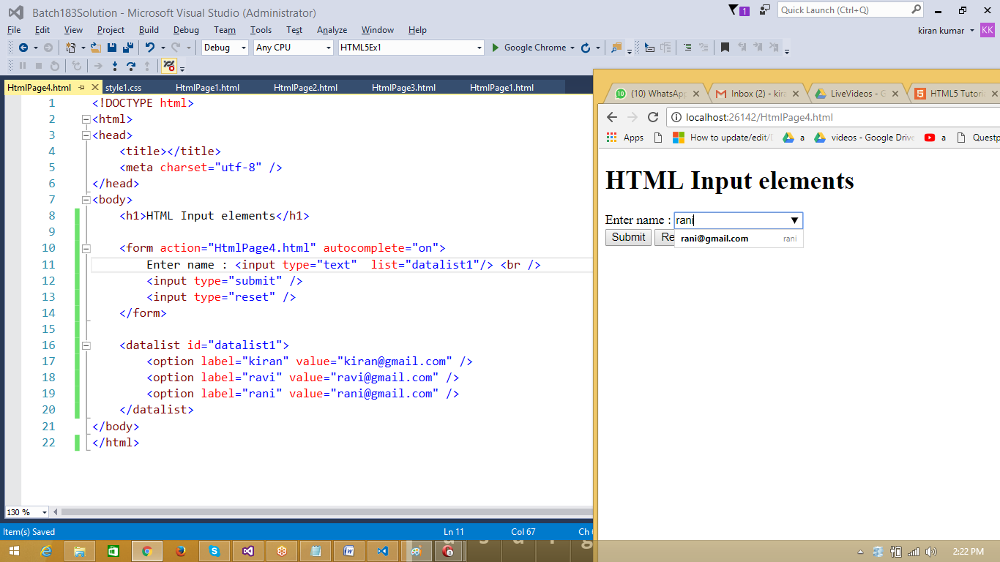 Batch183Solution - Microsoft Visual Studio (Administrator)
1
Quick Launch (Ctrl+Q)
File Edit View Project Build Debug Team Tools Test Analyze Window Help
kiran kumar KK
Debug Any CPU HTML5Ex1 Google Chrome
HtmlPage4.html style1.css HtmlPage1.html HtmlPage2.html HtmlPage3.html HtmlPage1.html
1 <!DOCTYPE html>
2 <html>
3 <head>
4 <title></title>
5 <meta charset="utf-8" />
6 </head>
7 <body>
8 <h1>HTML Input elements</h1>
9
10 <form action="HtmlPage4.html" autocomplete="on">
11 Enter name : <input type="text"  list="datalist1"/> <br />
12 <input type="submit" />
13 <input type="reset" />
14 </form>
15
16 <datalist id="datalist1">
17 <option label="kiran" value="kiran@gmail.com" />
18 <option label="ravi" value="ravi@gmail.com" />
19 <option label="rani" value="rani@gmail.com" />
20 </datalist>
21 </body>
22 </html>
130 %
Item(s) Saved Ln 11 Col 67 Ch
10 (10) WhatsApp Inbox (2) - kira LiveVideos - G HTML5 Tutori
localhost:26142/HtmlPage4.html
Apps How to update/edit/ a videos - Google Drive a Questp
HTML Input elements
Enter name : rani
Submit Re
rani@gmail.com rani
2:22 PM